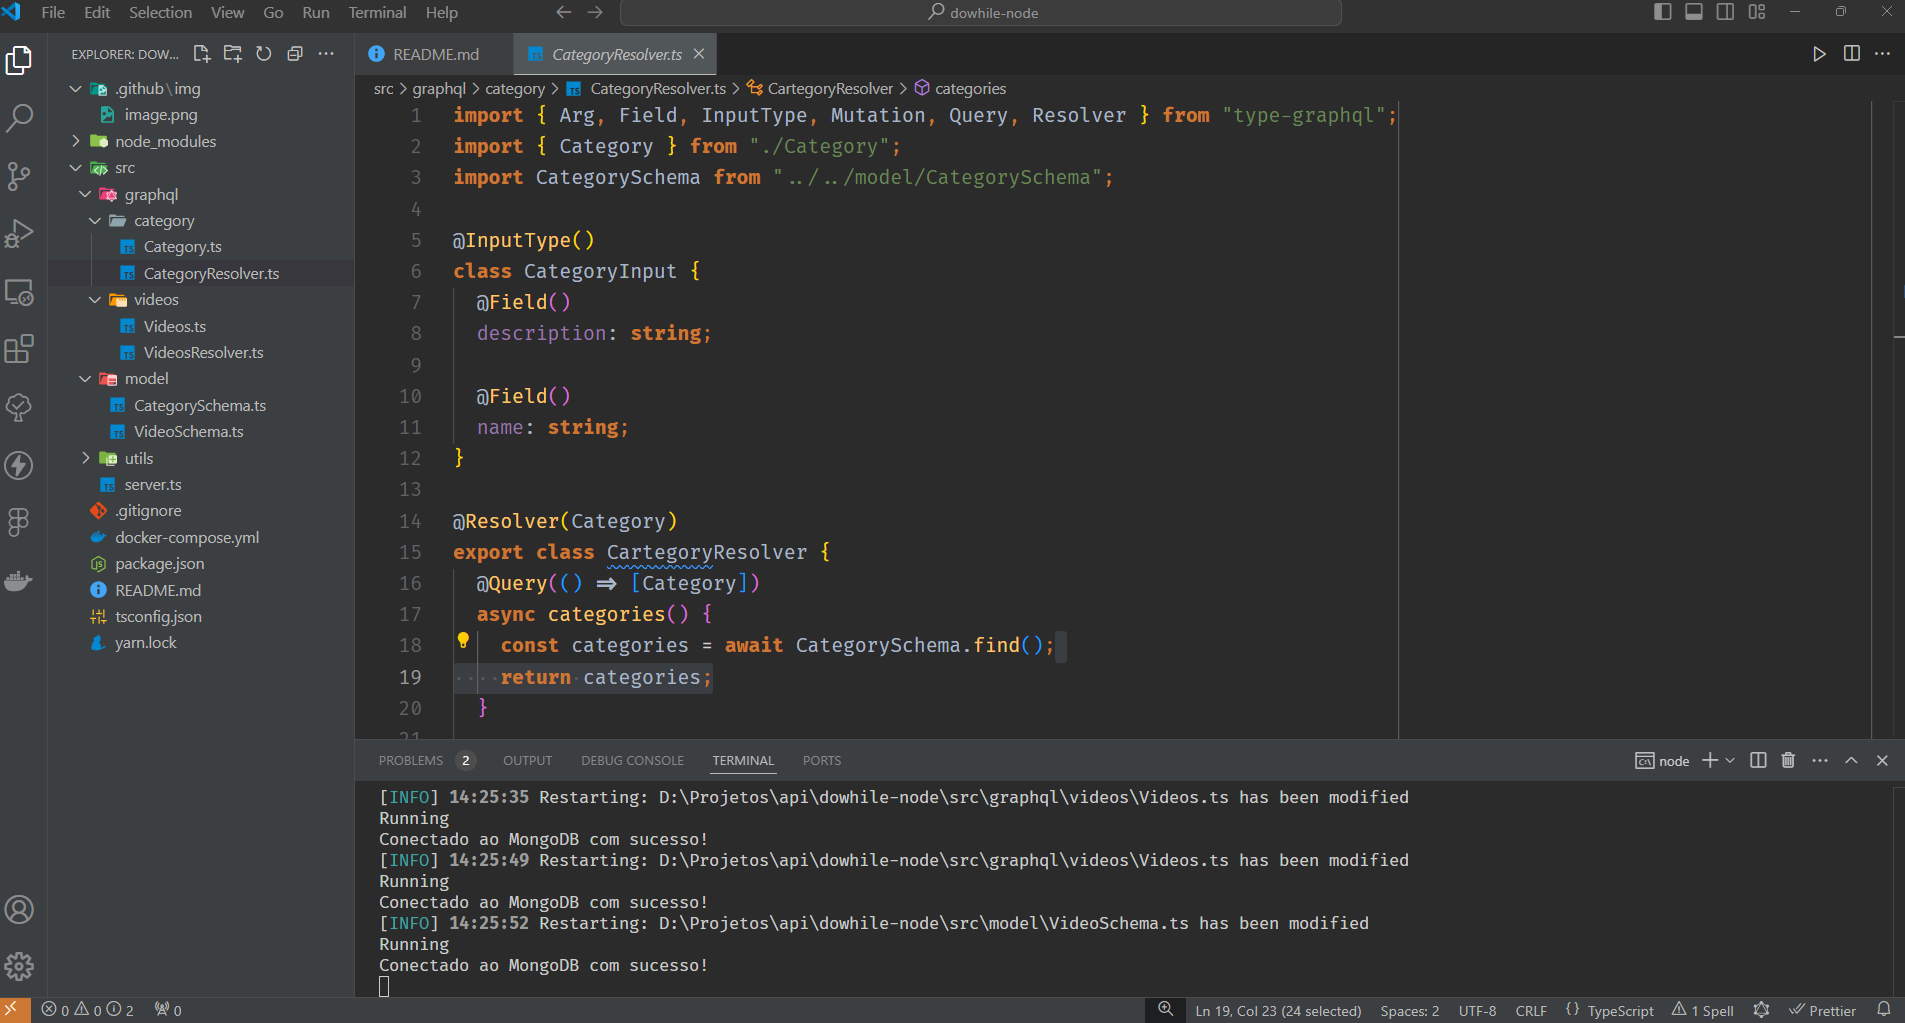 File Edit Selection View Go Run Terminal Help
dowhile-node
EXPLORER: DOW...
.github\img
image.png
node_modules
src
graphql
category
TS Category.ts
TS CategoryResolver.ts
videos
TS Videos.ts
TS VideosResolver.ts
model
TS CategorySchema.ts
TS VideoSchema.ts
utils
TS server.ts
.gitignore
docker-compose.yml
package.json
README.md
tsconfig.json
yarn.lock
README.md TS CategoryResolver.ts
src > graphql > category > TS CategoryResolver.ts > CartegoryResolver > categories
1 import { Arg, Field, InputType, Mutation, Query, Resolver } from "type-graphql";
2 import { Category } from "./Category";
3 import CategorySchema from "../../model/CategorySchema";
4
5 @InputType()
6 class CategoryInput {
7 @Field()
8 description: string;
9
10 @Field()
11 name: string;
12 }
13
14 @Resolver(Category)
15 export class CartegoryResolver {
16 @Query(() => [Category])
17 async categories() {
18 const categories = await CategorySchema.find();
19 return categories;
20 }
21
PROBLEMS 2 OUTPUT DEBUG CONSOLE TERMINAL PORTS
node
[INFO] 14:25:35 Restarting: D:\Projetos\api\dowhile-node\src\graphql\videos\Videos.ts has been modified
Running
Conectado ao MongoDB com sucesso!
[INFO] 14:25:49 Restarting: D:\Projetos\api\dowhile-node\src\graphql\videos\Videos.ts has been modified
Running
Conectado ao MongoDB com sucesso!
[INFO] 14:25:52 Restarting: D:\Projetos\api\dowhile-node\src\model\VideoSchema.ts has been modified
Running
Conectado ao MongoDB com sucesso!
0 0 2 0 Ln 19, Col 23 (24 selected) Spaces: 2 UTF-8 CRLF {} TypeScript 1 Spell Prettier